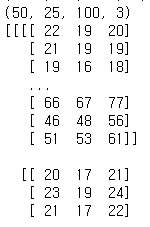 (50, 25, 100, 3)
[[[[ 22 19 20]
[ 21 19 19]
[ 19 16 18]
...
[ 66 67 77]
[ 46 48 56]
[ 51 53 61]]
[[ 20 17 21]
[ 23 19 24]
[ 21 17 22]